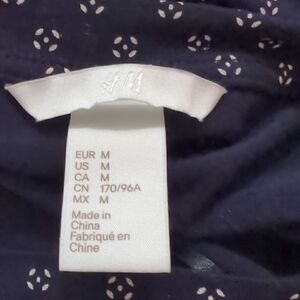 H&M
EUR M
US M
CA M
CN 170/96A
MX M
Made in
China
Fabriqué en
Chine